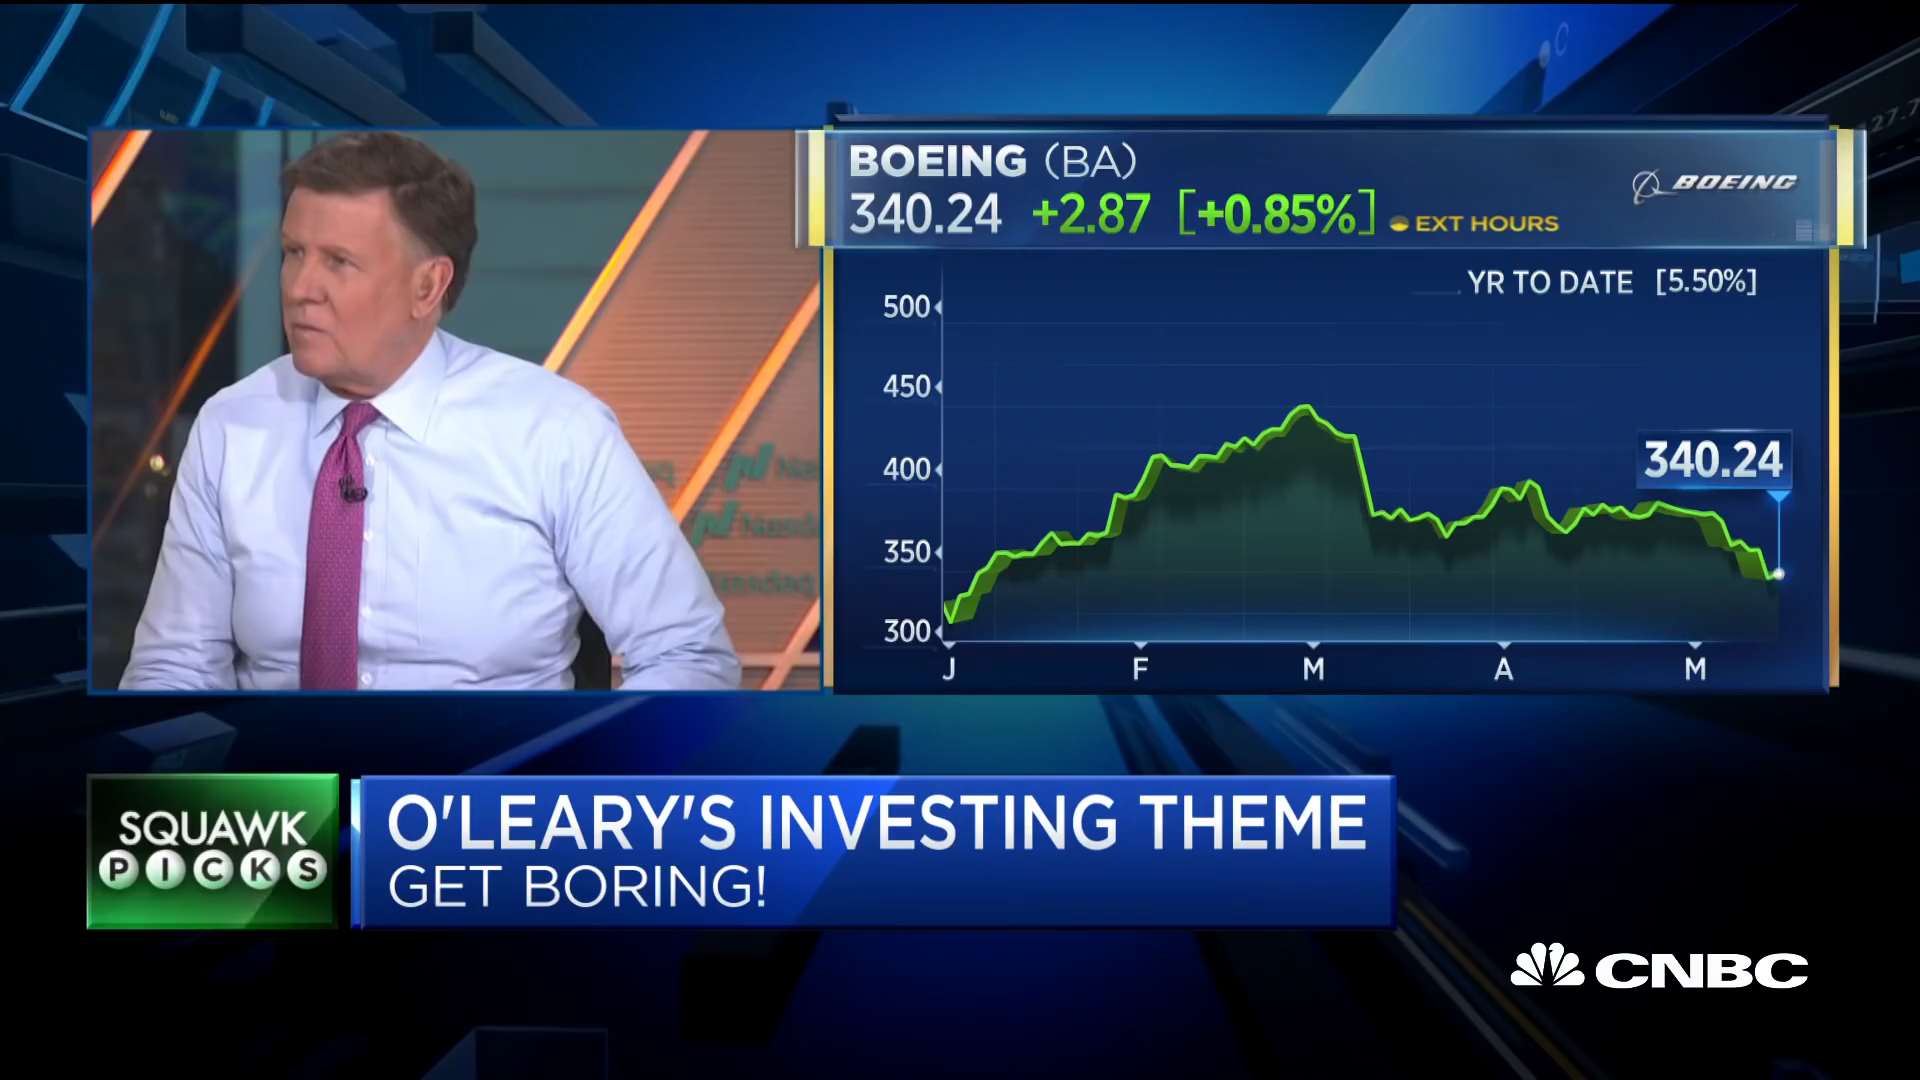 BOEING (BA)
340.24 +2.87 [+0.85%] EXT HOURS
BOEING
YR TO DATE [5.50%]
500
450
400
350
300
340.24
J F M A M
Nasdaq
SQUAWK
PICKS
O'LEARY'S INVESTING THEME
GET BORING!
CNBC